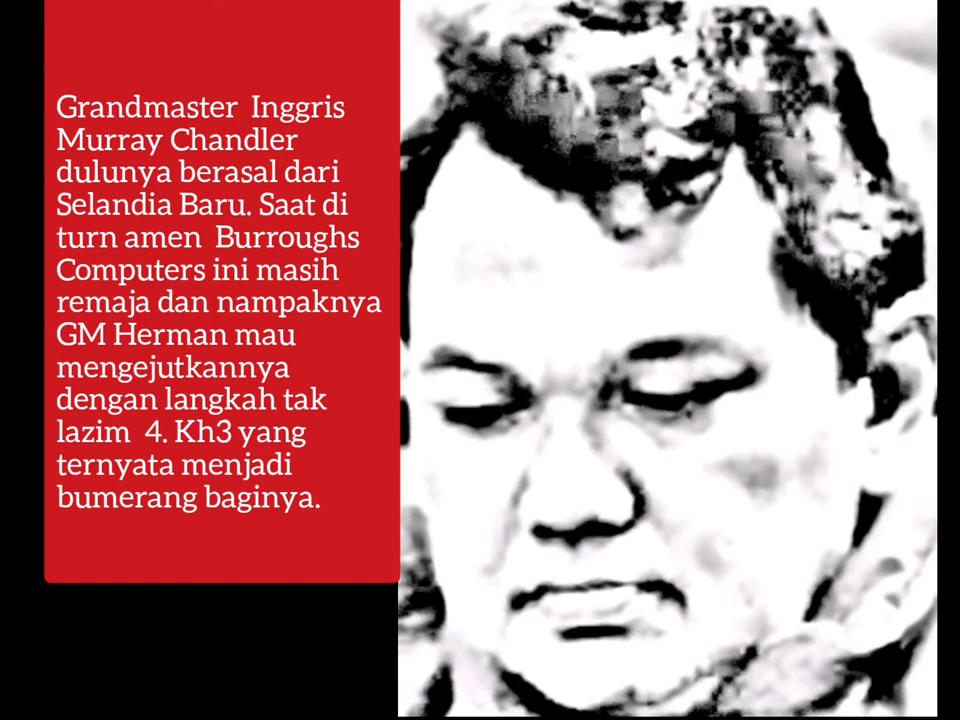 Grandmaster Inggris
Murray Chandler
dulunya berasal dari
Selandia Baru. Saat di
turn amen Burroughs
Computers ini masih
remaja dan nampaknya
GM Herman mau
mengejutkannya
dengan langkah tak
lazim 4. Kh3 yang
ternyata menjadi
bumerang baginya.